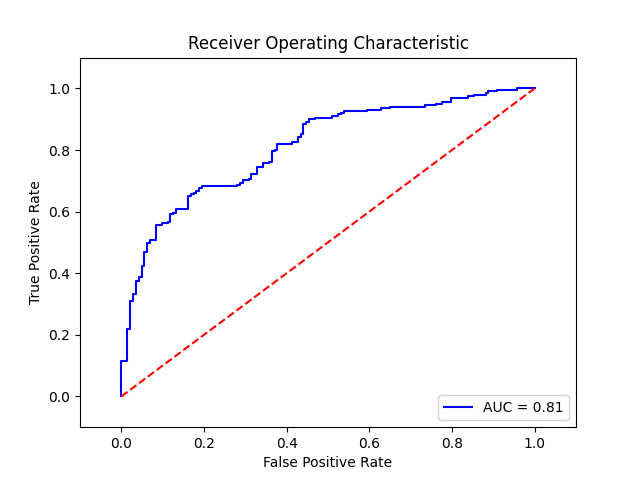 Receiver Operating Characteristic
1.0
0.8
0.6
0.4
0.2
0.0
True Positive Rate
AUC = 0.81
0.0 0.2 0.4 0.6 0.8 1.0
False Positive Rate